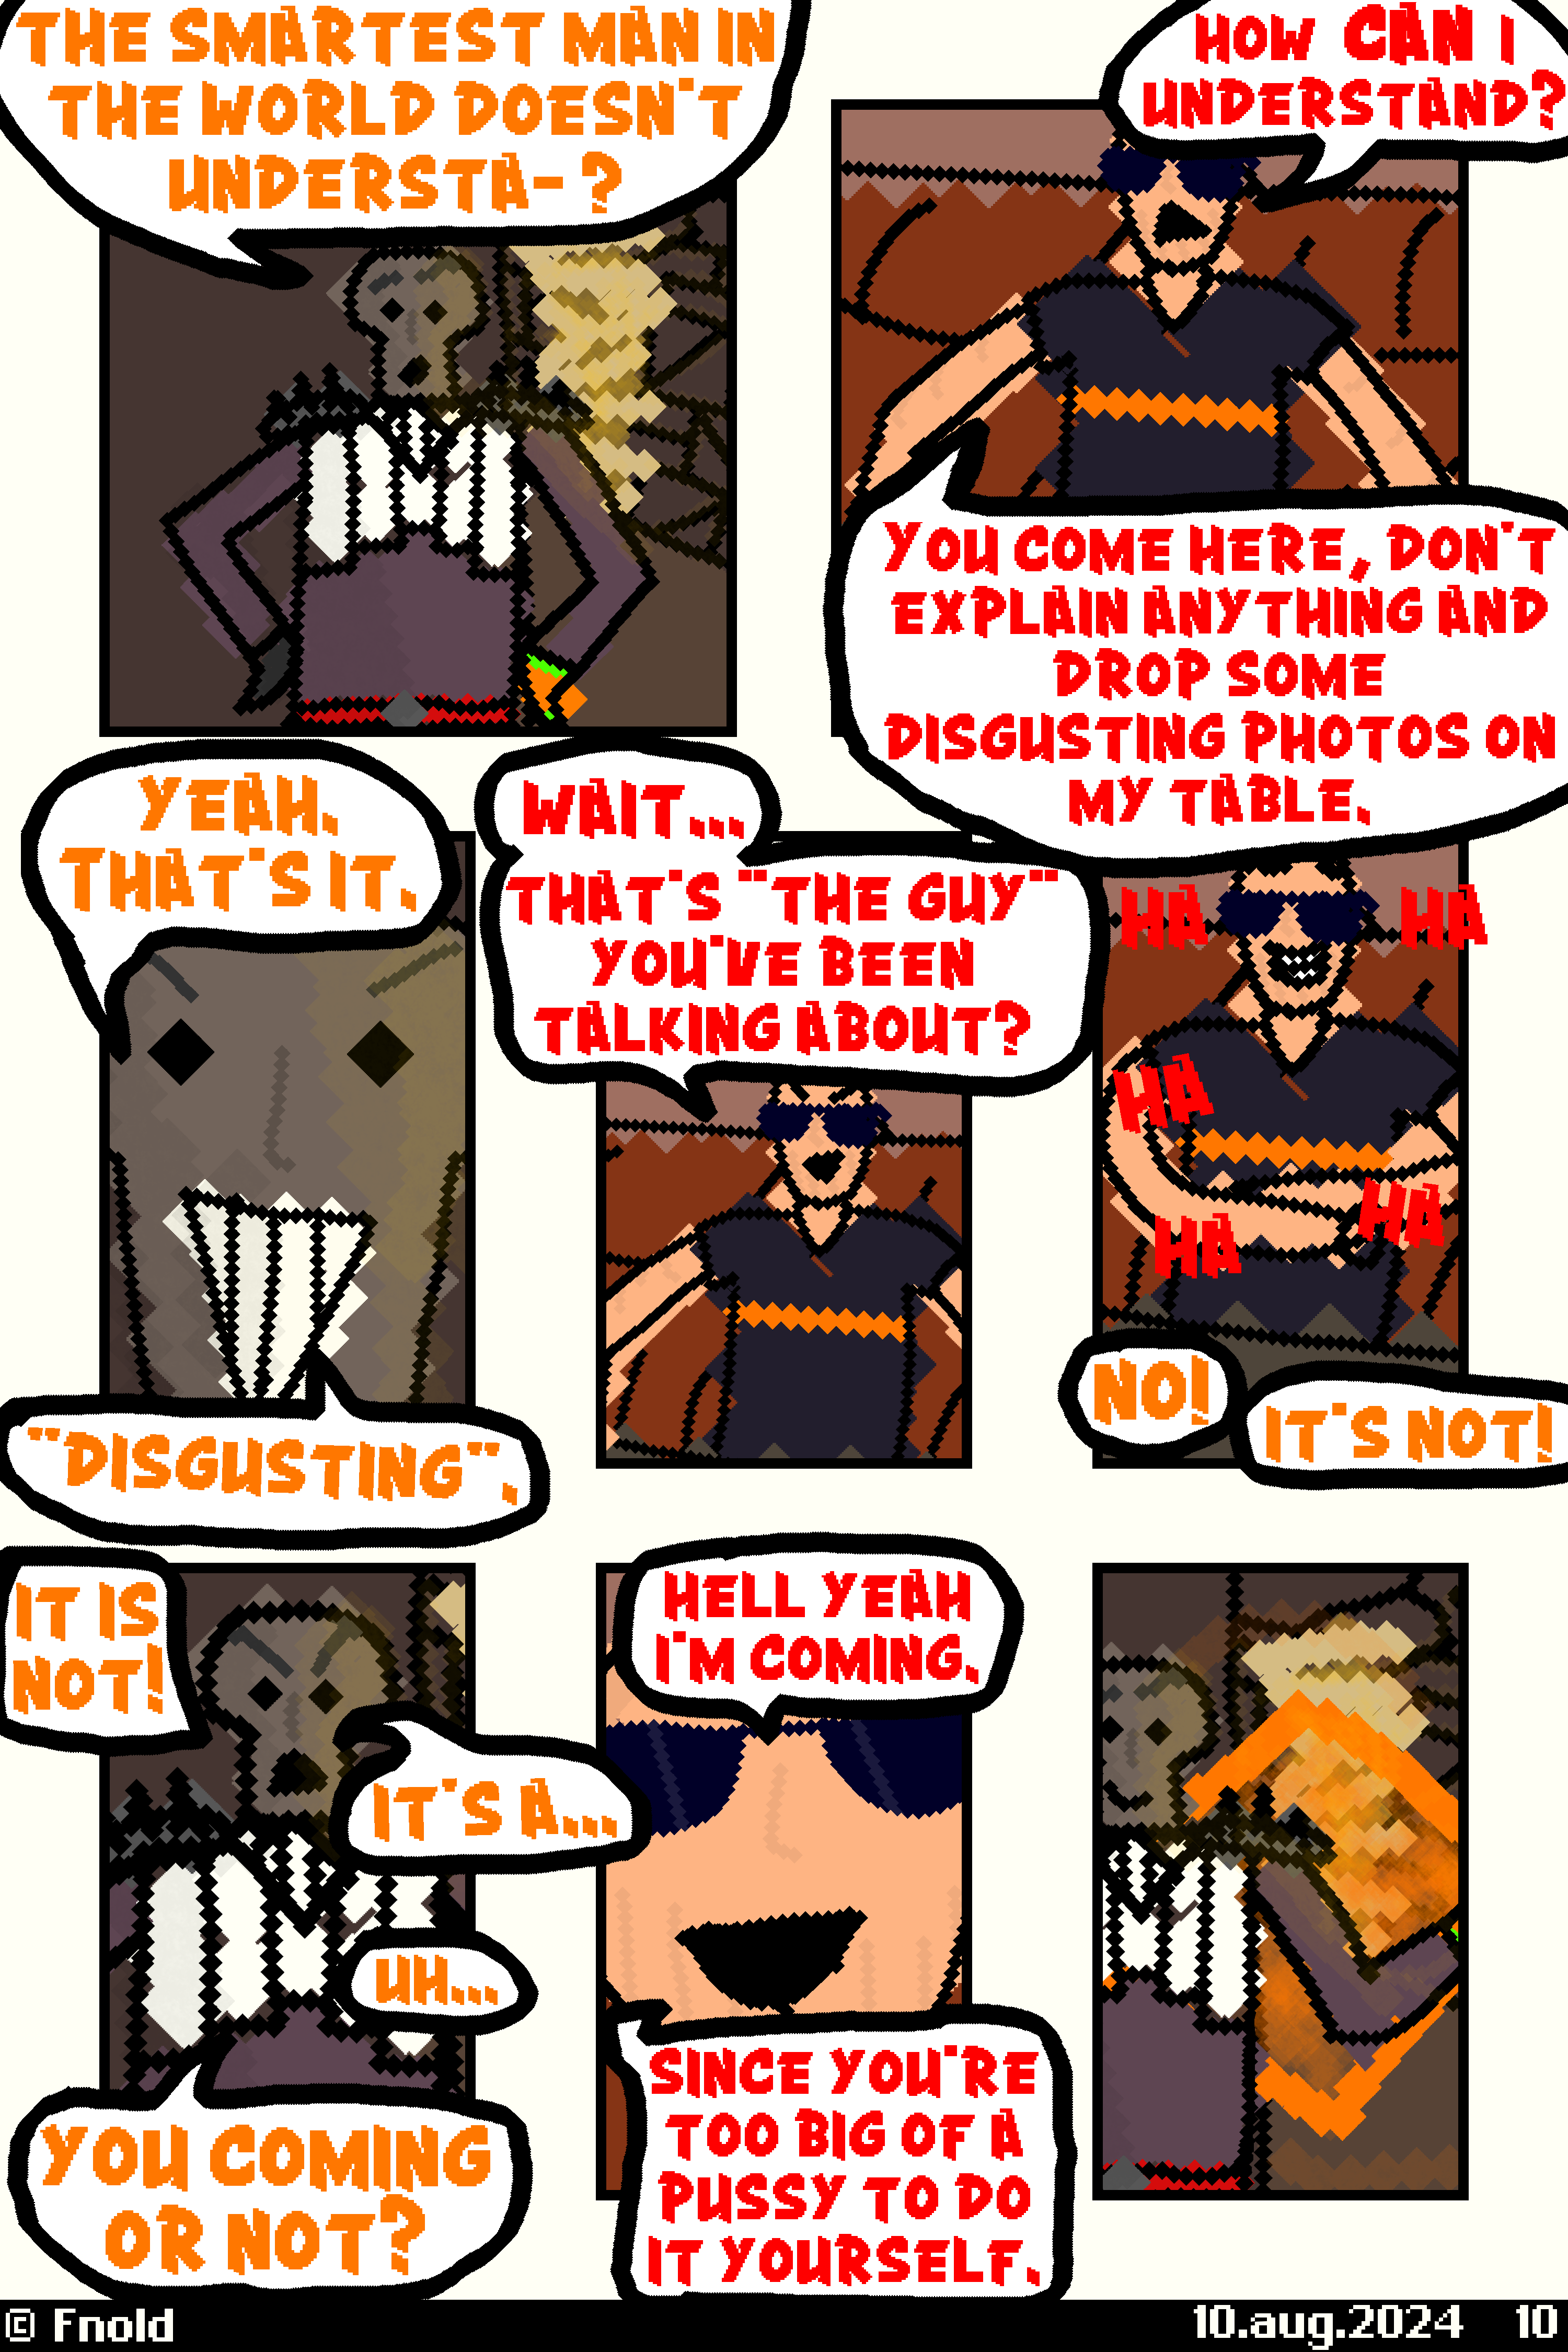 THE SMARTEST MAN IN
THE WORLD DOESN'T
UNDERSTA- ?
HOW CAN I
UNDERSTAND?
YOU COME HERE, DON'T
EXPLAIN ANYTHING AND
DROP SOME
DISGUSTING PHOTOS ON
MY TABLE.
YEAH.
THAT'S IT.
"DISGUSTING".
WAIT...
THAT'S "THE GUY"
YOU'VE BEEN
TALKING ABOUT?
HA
HA
HA
HA
HA
NO!
IT'S NOT!
IT IS
NOT!
IT'S A...
UH...
YOU COMING
OR NOT?
HELL YEAH
I'M COMING.
SINCE YOU'RE
TOO BIG OF A
PUSSY TO DO
IT YOURSELF.
© Fnold
10.aug.2024 10